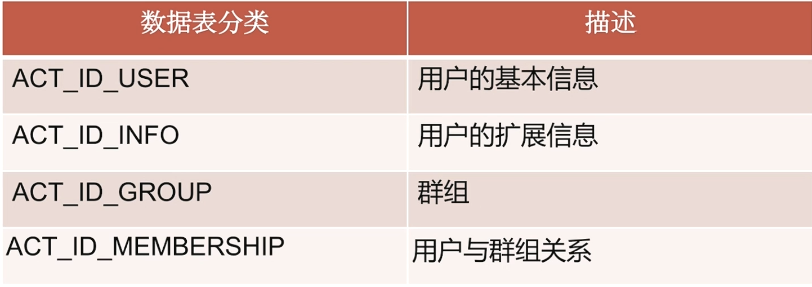 数据表分类 描述
ACT_ID_USER 用户的基本信息
ACT_ID_INFO 用户的扩展信息
ACT_ID_GROUP 群组
ACT_ID_MEMBERSHIP 用户与群组关系